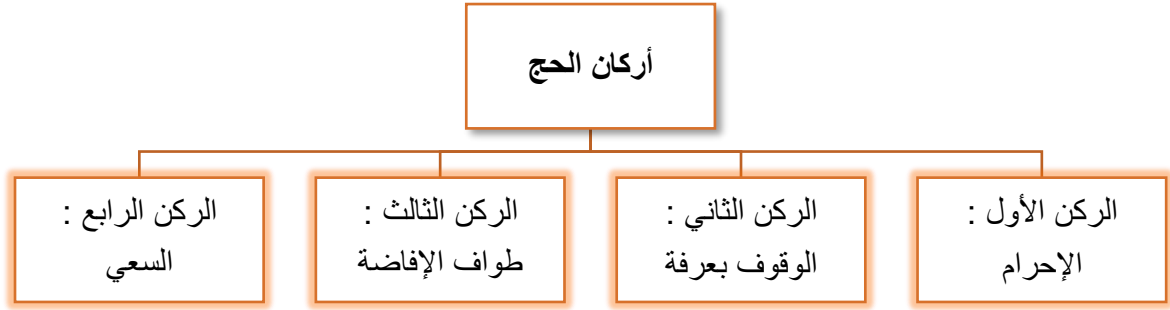 أركان الحج
الركن الأول :
الإحرام
الركن الثاني :
الوقوف بعرفة
الركن الثالث :
طواف الإفاضة
الركن الرابع :
السعي